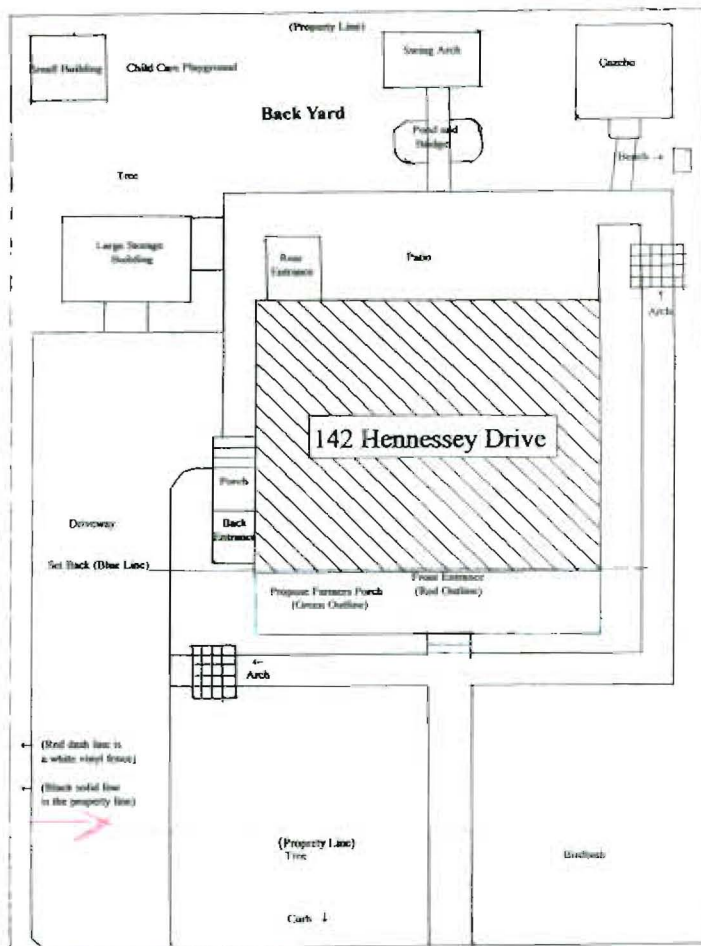 (Property Line)
Small Building
Child Care Playground
Swing Arch
Gazebo
Back Yard
Pond and
Bridge
Bench →
Tree
Large Storage
Building
Rear
Entrance
Patio
↑
Arch
142 Hennessey Drive
Porch
Driveway
Back
Entrance
Set Back (Blue Line)
Propose Farmers Porch
(Green Outline)
Front Entrance
(Red Outline)
←
Arch
← (Red dash line is
a white vinyl fence)
← (Black solid line
is the property line)
(Property Line)
Tree
Birdbath
Curb ↓